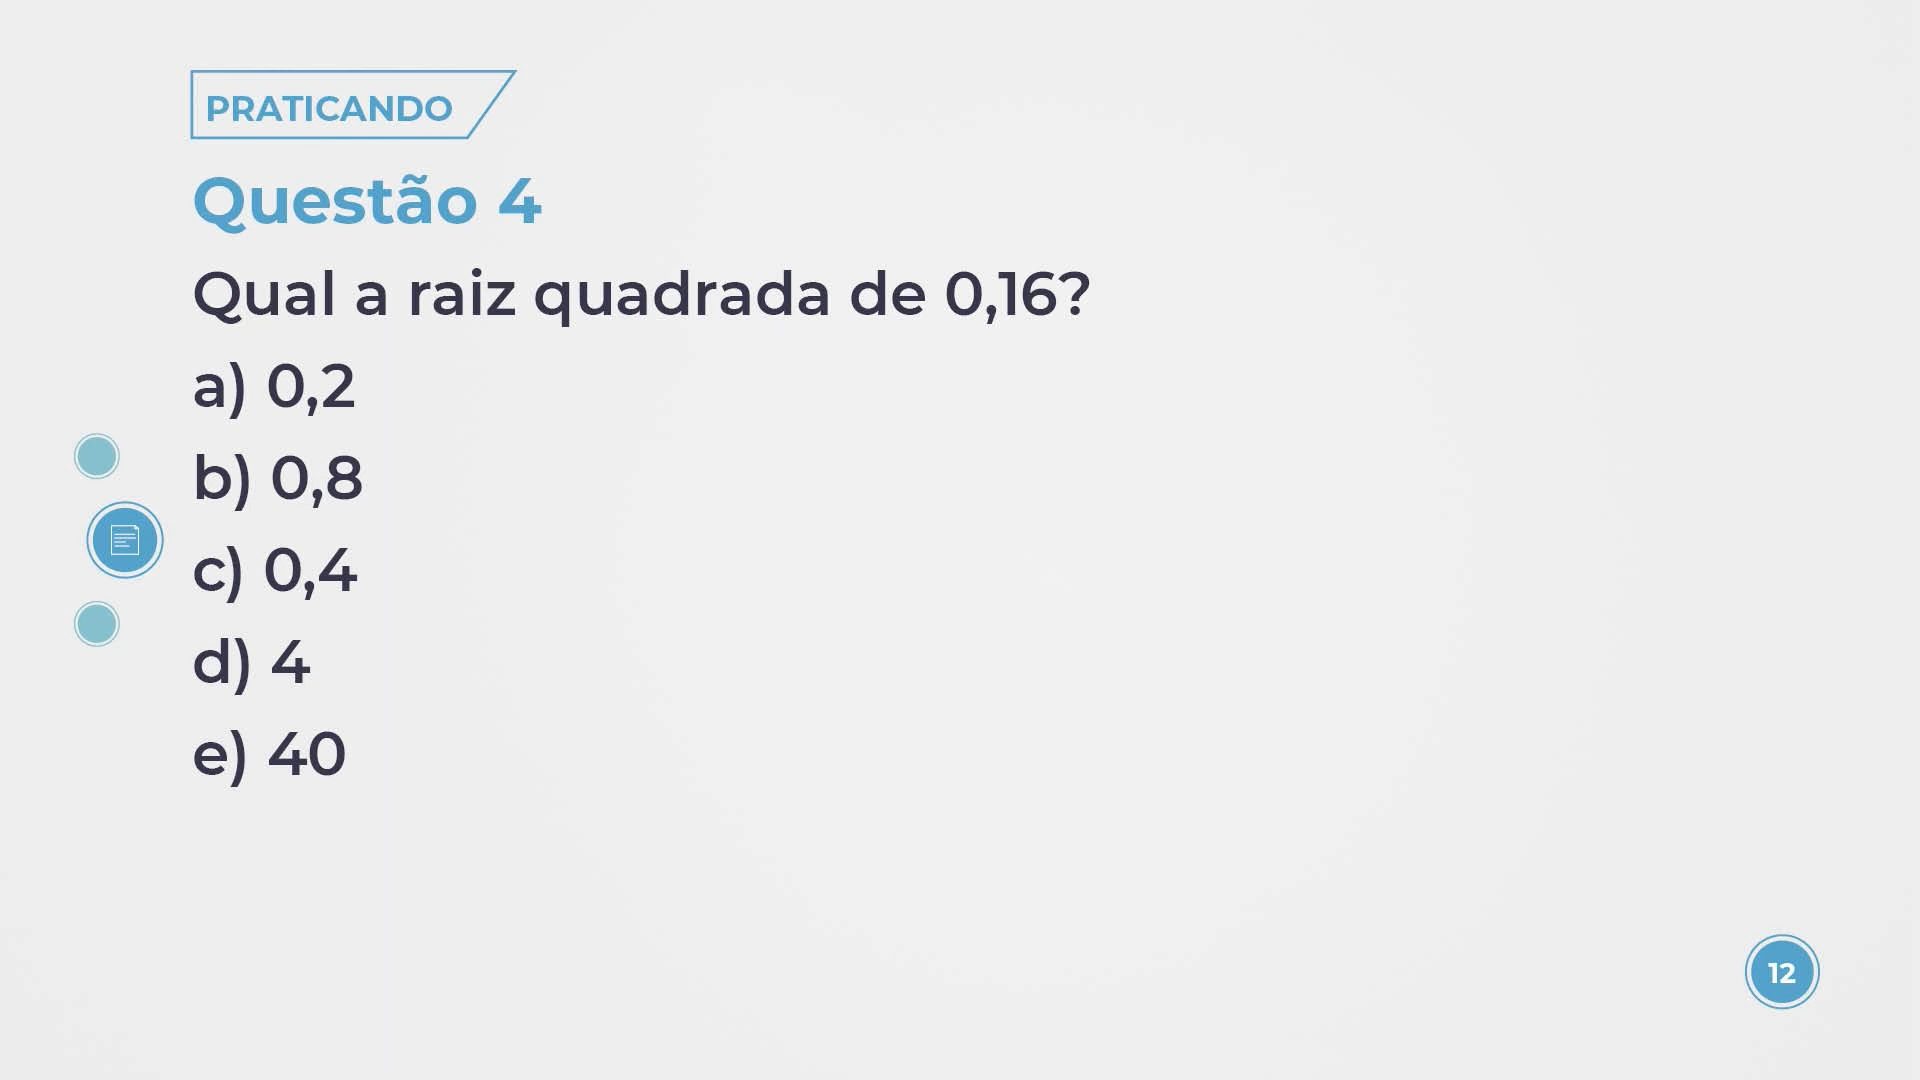 PRATICANDO
Questão 4
Qual a raiz quadrada de 0,16?
a) 0,2
b) 0,8
c) 0,4
d) 4
e) 40
12